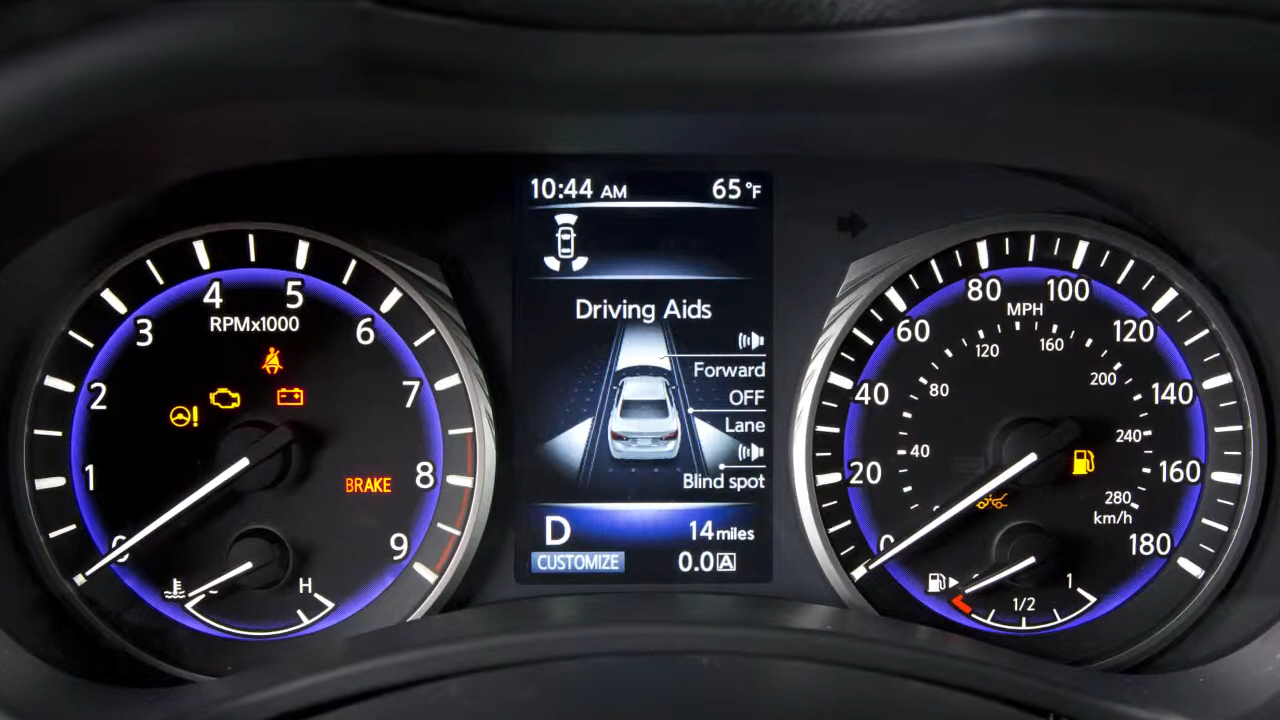 10:44 AM 65°F
Driving Aids
Forward
OFF
Lane
Blind spot
D 14 miles
CUSTOMIZE 0.0 A
0
1
2
3
4
5
6
7
8
9
RPMx1000
BRAKE
H
0
20
40
60
80
100
120
140
160
180
MPH
40
80
120
160
200
240
280
km/h
1/2
1